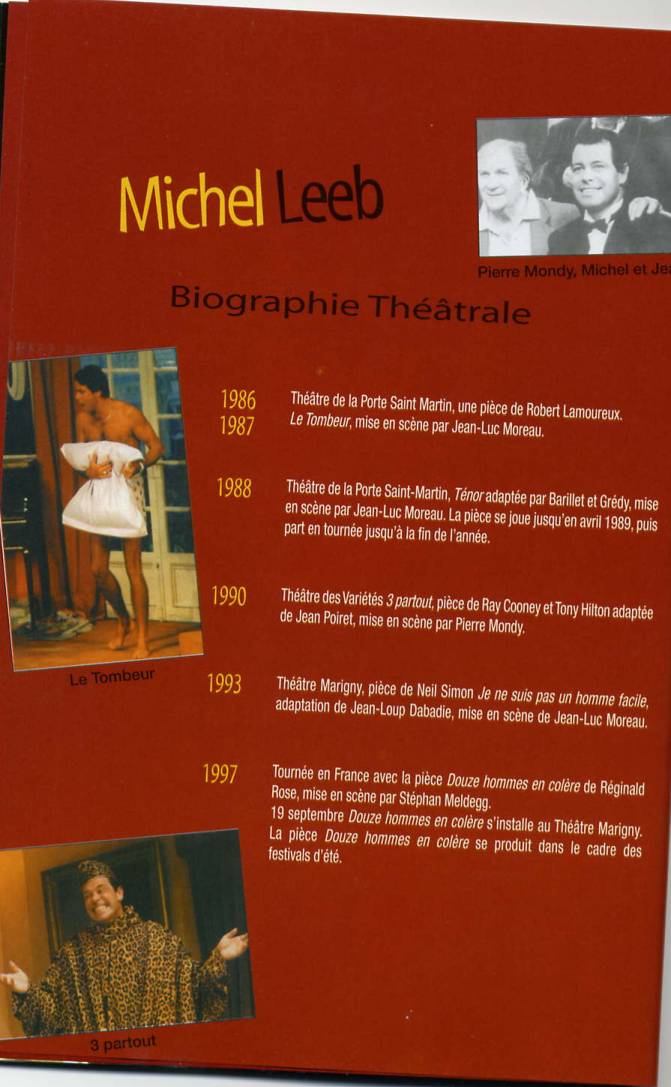 Michel Leeb
Pierre Mondy, Michel et
Biographie Théâtrale
1986
1987
Théâtre de la Porte Saint Martin, une pièce de Robert Lamoureux.
Le Tombeur, mise en scène par Jean-Luc Moreau.
1988
Théâtre de la Porte Saint-Martin, Ténor adaptée par Barillet et Grédy, mise
en scène par Jean-Luc Moreau. La pièce se joue jusqu'en avril 1989, puis
part en tournée jusqu'à la fin de l'année.
1990
Théâtre des Variétés 3 partout, pièce de Ray Cooney et Tony Hilton adaptée
de Jean Poiret, mise en scène par Pierre Mondy.
Le Tombeur
1993
Théâtre Marigny, pièce de Neil Simon Je ne suis pas un homme facile,
adaptation de Jean-Loup Dabadie, mise en scène de Jean-Luc Moreau.
1997
Tournée en France avec la pièce Douze hommes en colère de Réginald
Rose, mise en scène par Stéphan Meldegg.
19 septembre Douze hommes en colère s'installe au Théâtre Marigny.
La pièce Douze hommes en colère se produit dans le cadre des
festivals d'été.
3 partout